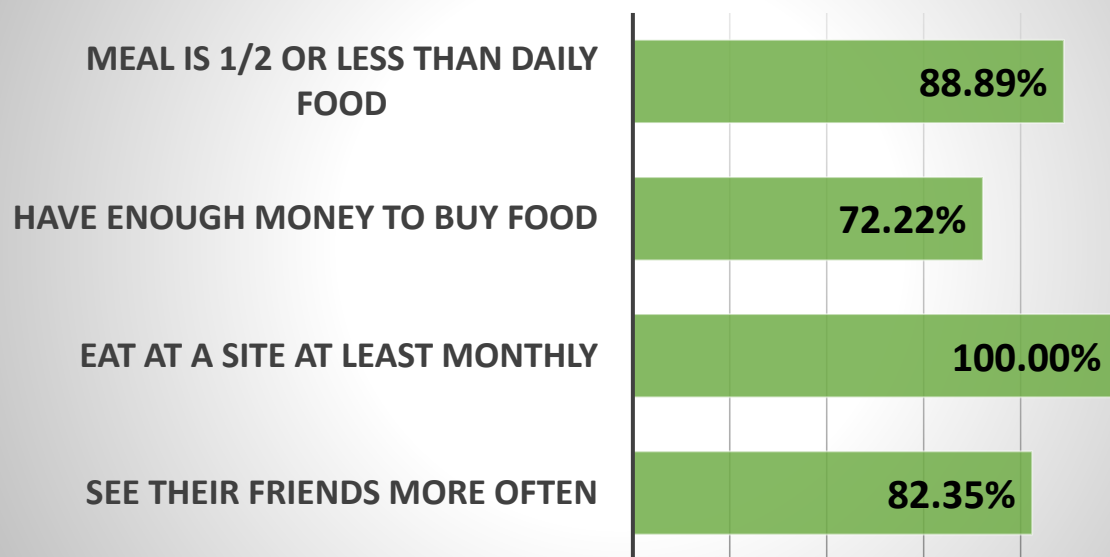 MEAL IS 1/2 OR LESS THAN DAILY
FOOD
88.89%
HAVE ENOUGH MONEY TO BUY FOOD
72.22%
EAT AT A SITE AT LEAST MONTHLY
100.00%
SEE THEIR FRIENDS MORE OFTEN
82.35%